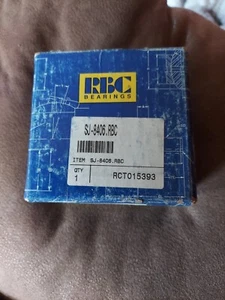 RBC
BEARINGS
SJ-8406.RBC
ITEM SJ-8406.RBC
QTY
1
RCT015393